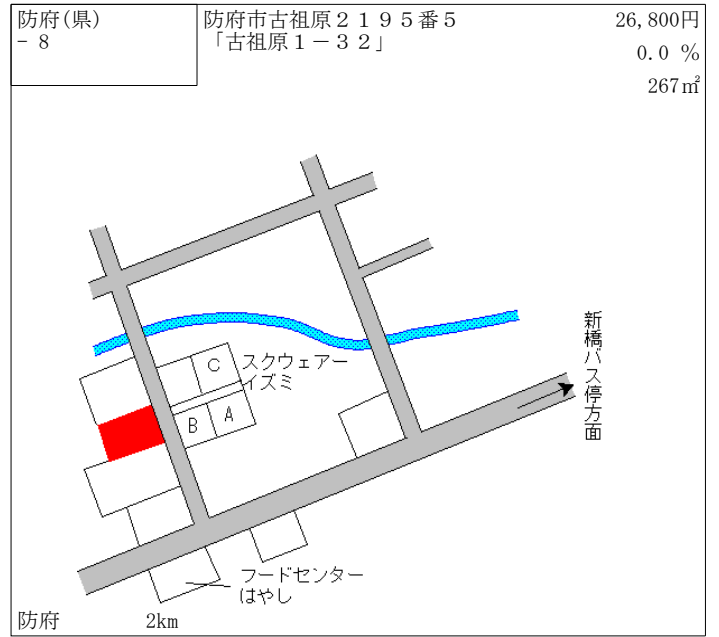 防府(県)
- 8
防府市古祖原２１９５番５
「古祖原１－３２」
26,800円
0.0 %
267㎡
新橋バス停方面
C
スクウェアー
イズミ
B
A
フードセンター
はやし
防府
2km